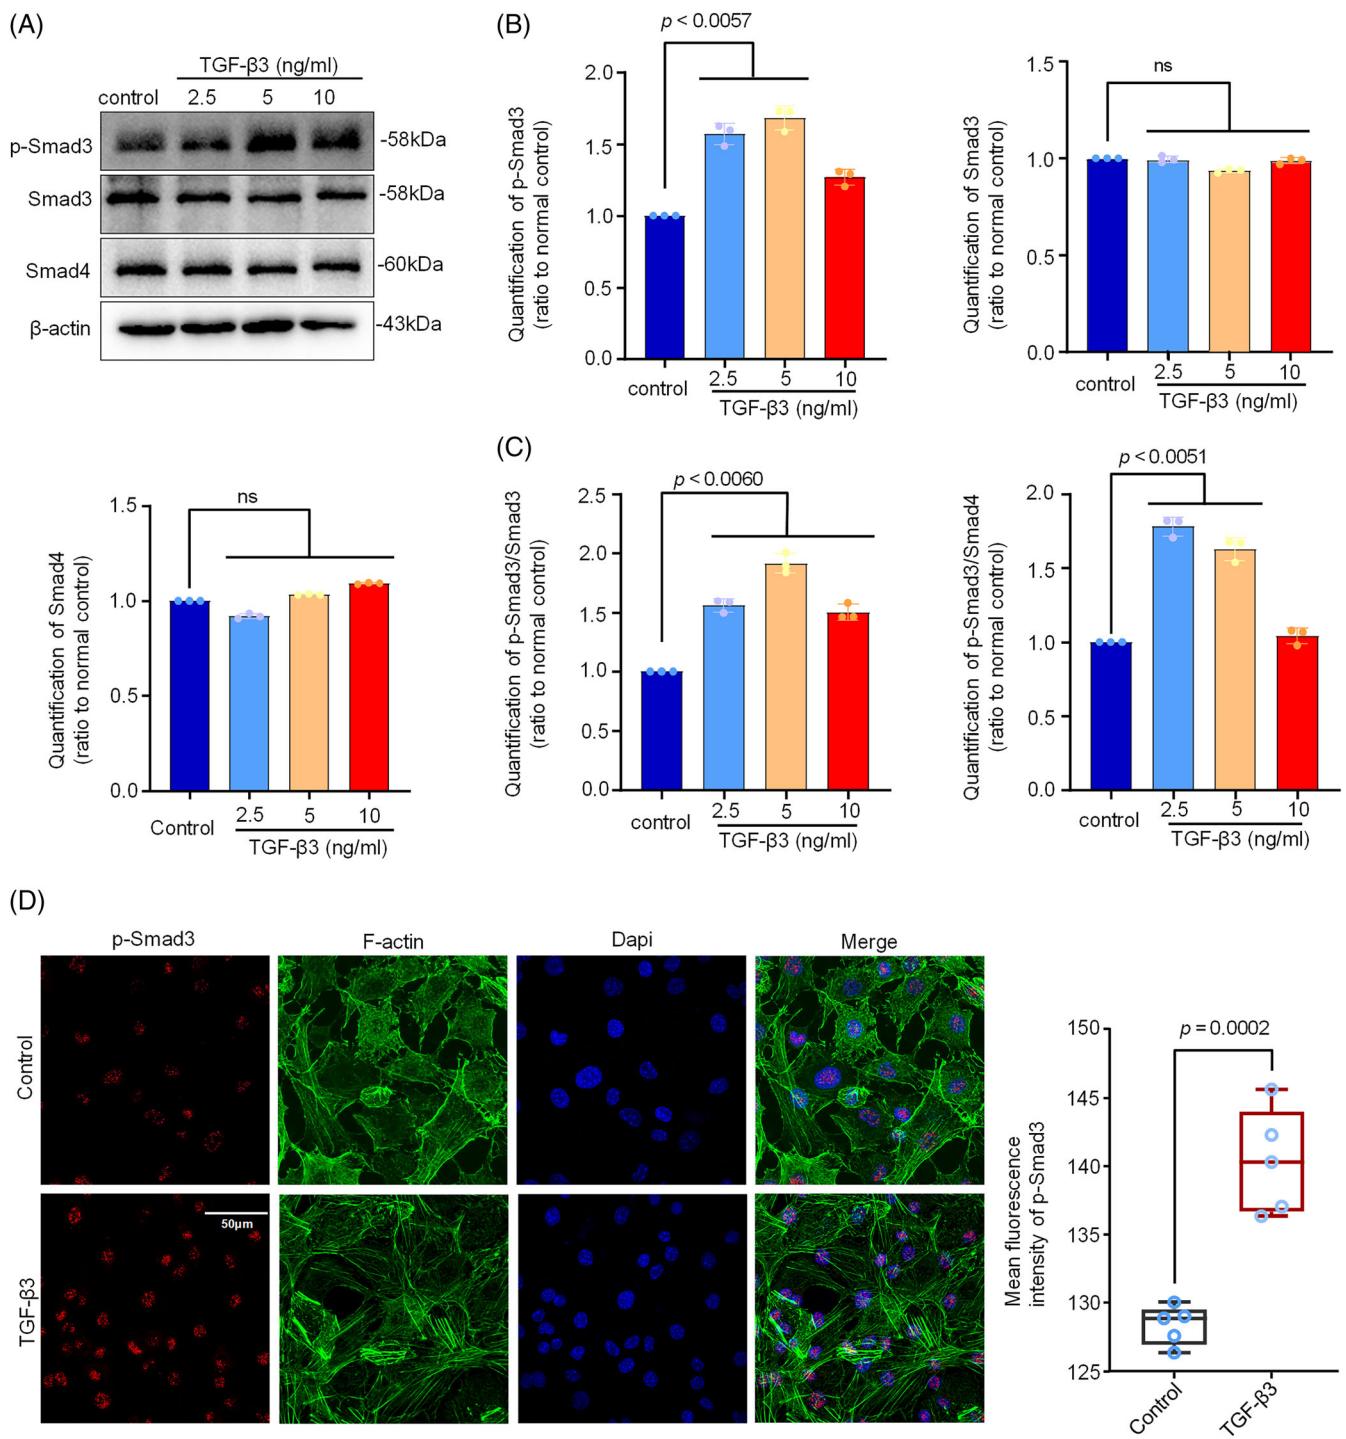 (A)
TGF-β3 (ng/ml)
control 2.5 5 10
p-Smad3 -58kDa
Smad3 -58kDa
Smad4 -60kDa
β-actin -43kDa
(B)
p < 0.0057
Quantification of p-Smad3
(ratio to normal control)
2.0
1.5
1.0
0.5
0.0
control 2.5 5 10
TGF-β3 (ng/ml)
ns
Quantification of Smad3
(ratio to normal control)
1.5
1.0
0.5
0.0
control 2.5 5 10
TGF-β3 (ng/ml)
ns
Quantification of Smad4
(ratio to normal control)
1.5
1.0
0.5
0.0
Control 2.5 5 10
TGF-β3 (ng/ml)
(C)
p < 0.0060
Quantification of p-Smad3/Smad3
(ratio to normal control)
2.5
2.0
1.5
1.0
0.5
0.0
control 2.5 5 10
TGF-β3 (ng/ml)
p < 0.0051
Quantification of p-Smad3/Smad4
(ratio to normal control)
2.0
1.5
1.0
0.5
0.0
control 2.5 5 10
TGF-β3 (ng/ml)
(D)
p-Smad3 F-actin Dapi Merge
Control
TGF-β3
50μm
p = 0.0002
Mean fluorescence
intensity of p-Smad3
150
145
140
135
130
125
Control TGF-β3